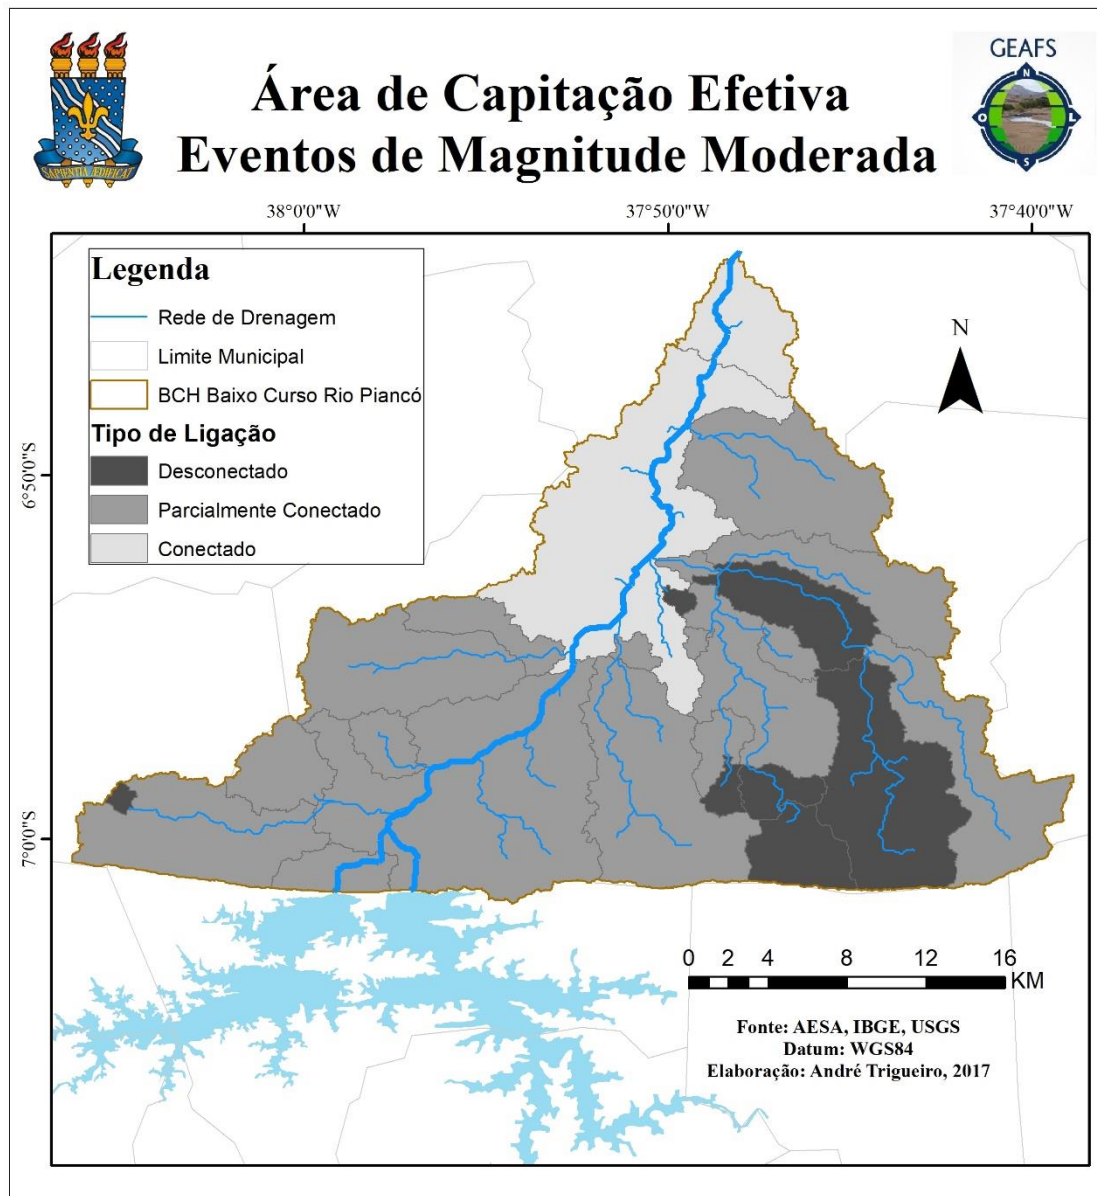 GEAFS
N
O
L
S
SAPIENTIA ÆDIFICAT
Área de Capitação Efetiva
Eventos de Magnitude Moderada
38°0'0"W
37°50'0"W
37°40'0"W
Legenda
Rede de Drenagem
Limite Municipal
BCH Baixo Curso Rio Piancó
Tipo de Ligação
Desconectado
Parcialmente Conectado
Conectado
N
6°50'0"S
7°0'0"S
0 2 4 8 12 16
KM
Fonte: AESA, IBGE, USGS
Datum: WGS84
Elaboração: André Trigueiro, 2017